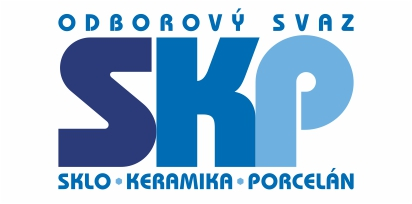 ODBOROVÝ SVAZ
SKP
SKLO • KERAMIKA • PORCELÁN